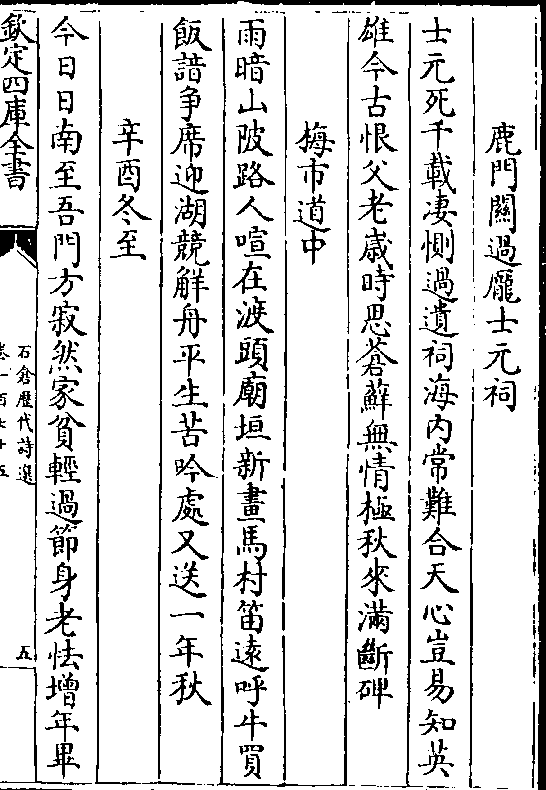 鹿門關過龐士元祠
士元死千載凄惻過遺祠海内常難合天心豈易知英
雄今古恨父老歳時思蒼蘚無情極秋來滿斷碑
梅市道中
雨暗山陂路人喧在渡頭廟垣新畫馬村笛遠呼牛買
飯諳争席迎湖競觧舟平生苦吟處又送一年秋
辛酉冬至
今日日南至吾門方寂然家貧輕過節身老怯增年畢
欽定四庫全書
石倉歴代詩選
卷一百七十五
五